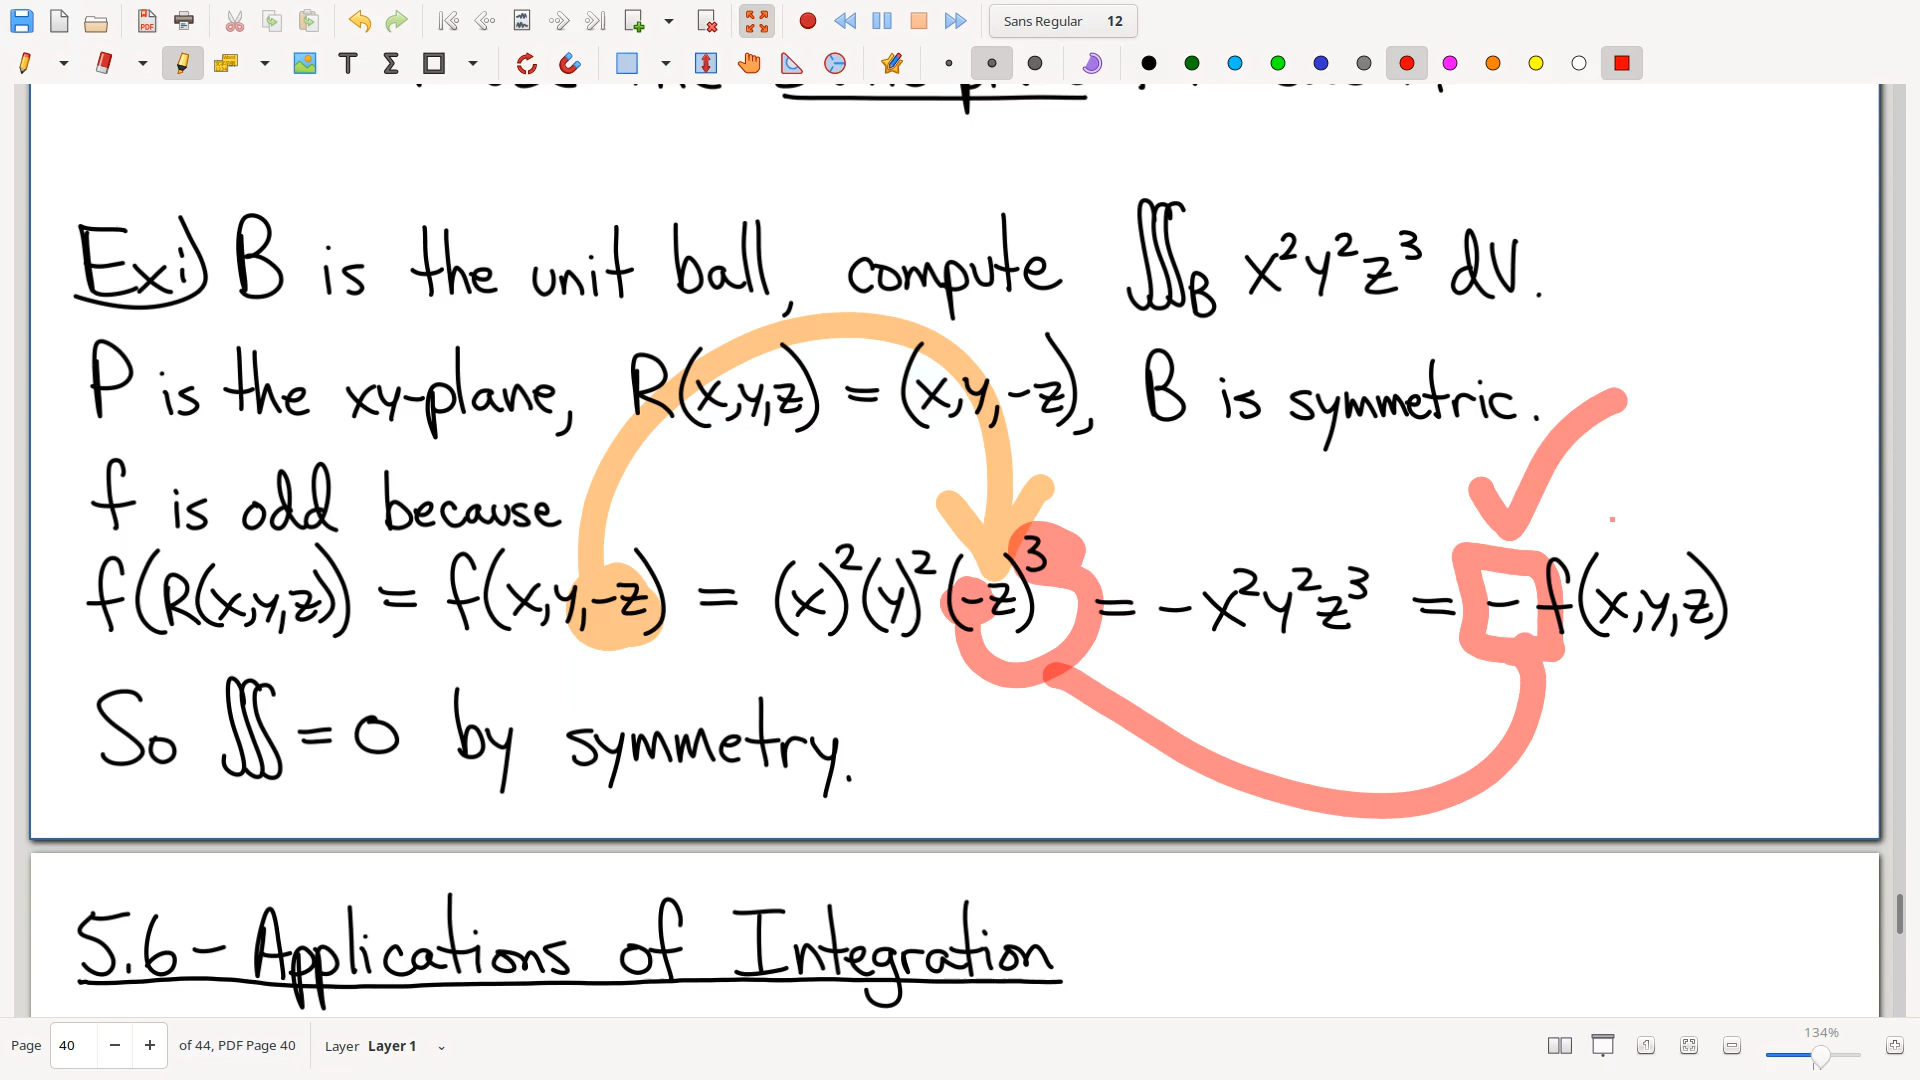 Sans Regular 12
Ex:) B is the unit ball, compute ∭_B x²y²z³ dV.
P is the xy-plane, R(x,y,z) = (x,y,-z), B is symmetric.
f is odd because
f(R(x,y,z)) = f(x,y,-z) = (x)²(y)²(-z)³ = -x²y²z³ = -f(x,y,z)
So ∭ = 0 by symmetry.
5.6 - Applications of Integration
Page 40 of 44, PDF Page 40 Layer Layer 1 134%